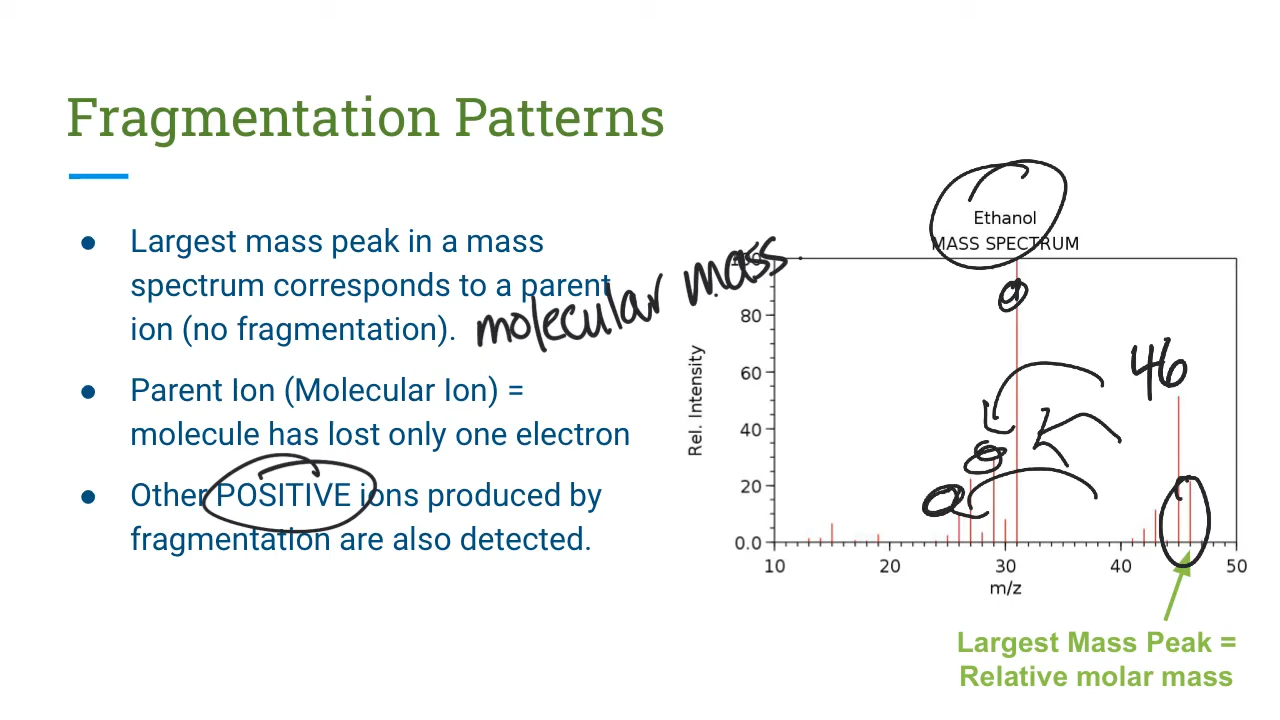 Fragmentation Patterns
● Largest mass peak in a mass
spectrum corresponds to a parent
ion (no fragmentation).
molecular mass
● Parent Ion (Molecular Ion) =
molecule has lost only one electron
● Other POSITIVE ions produced by
fragmentation are also detected.
Ethanol
MASS SPECTRUM
100
80
60
40
20
0.0
Rel. Intensity
46
10 20 30 40 50
m/z
Largest Mass Peak =
Relative molar mass